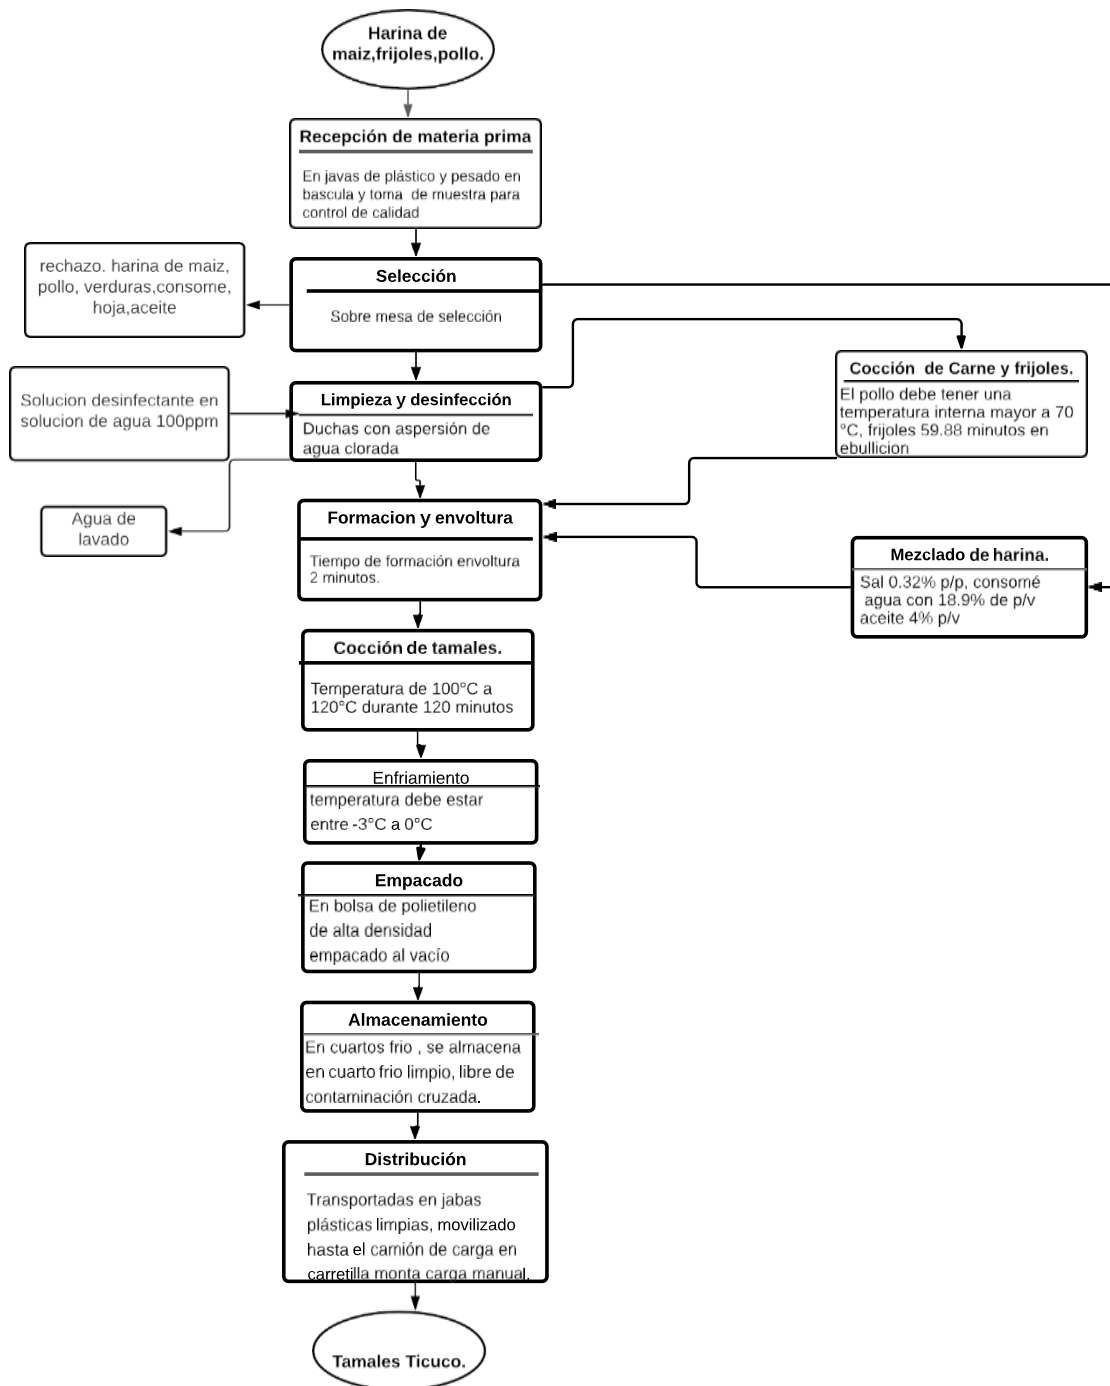 Harina de
maiz,frijoles,pollo.
Recepción de materia prima
En javas de plástico y pesado en
bascula y toma de muestra para
control de calidad
rechazo. harina de maiz,
pollo, verduras,consome,
hoja,aceite
Selección
Sobre mesa de selección
Solucion desinfectante en
solucion de agua 100ppm
Limpieza y desinfección
Duchas con aspersión de
agua clorada
Cocción de Carne y frijoles.
El pollo debe tener una
temperatura interna mayor a 70
°C, frijoles 59.88 minutos en
ebullicion
Agua de
lavado
Formacion y envoltura
Tiempo de formación envoltura
2 minutos.
Mezclado de harina.
Sal 0.32% p/p, consomé
agua con 18.9% de p/v
aceite 4% p/v
Cocción de tamales.
Temperatura de 100°C a
120°C durante 120 minutos
Enfriamiento
temperatura debe estar
entre -3°C a 0°C
Empacado
En bolsa de polietileno
de alta densidad
empacado al vacío
Almacenamiento
En cuartos frio , se almacena
en cuarto frio limpio, libre de
contaminación cruzada.
Distribución
Transportadas en jabas
plásticas limpias, movilizado
hasta el camión de carga en
carretilla monta carga manual.
Tamales Ticuco.